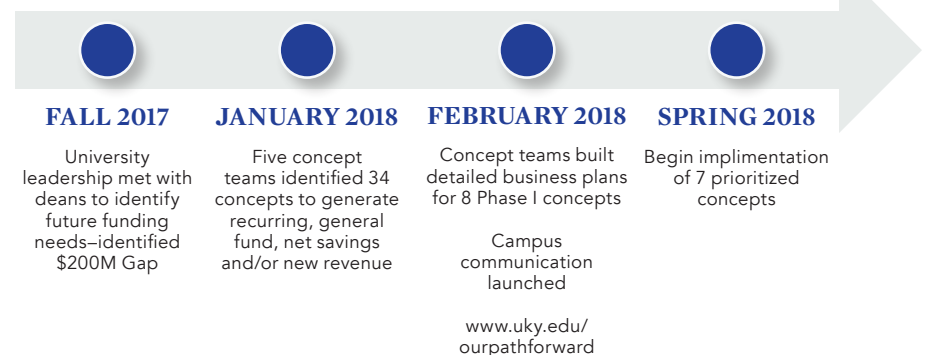 FALL 2017
University
leadership met with
deans to identify
future funding
needs–identified
$200M Gap
JANUARY 2018
Five concept
teams identified 34
concepts to generate
recurring, general
fund, net savings
and/or new revenue
FEBRUARY 2018
Concept teams built
detailed business plans
for 8 Phase I concepts
Campus
communication
launched
www.uky.edu/
ourpathforward
SPRING 2018
Begin implimentation
of 7 prioritized
concepts